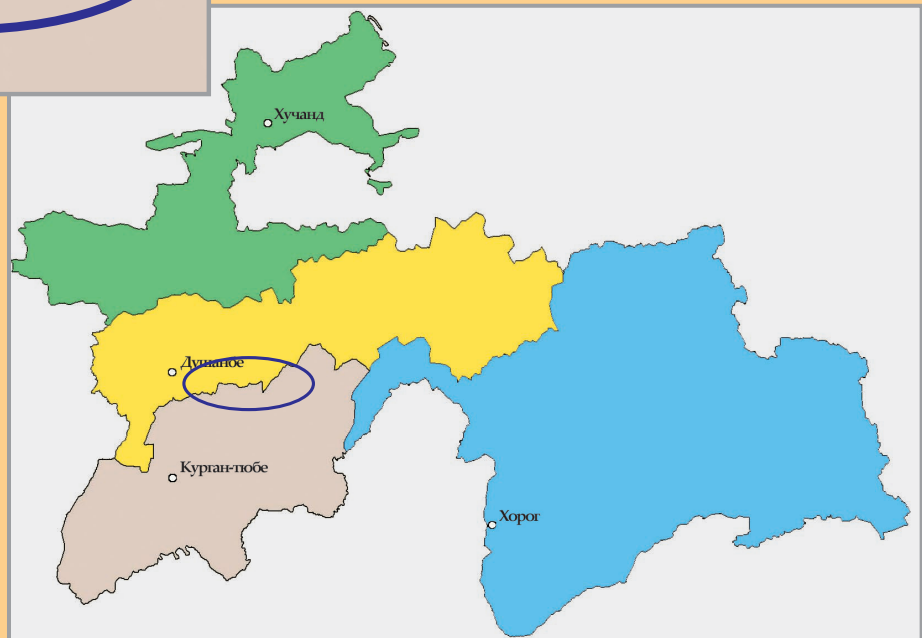 Хучанд
Душанбе
Курган-тюбе
Хорог